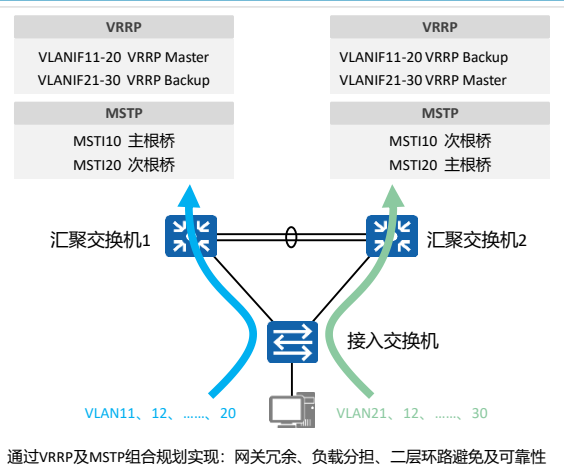 VRRP
VLANIF11-20 VRRP Master
VLANIF21-30 VRRP Backup
VRRP
VLANIF11-20 VRRP Backup
VLANIF21-30 VRRP Master
MSTP
MSTI10 主根桥
MSTI20 次根桥
MSTP
MSTI10 次根桥
MSTI20 主根桥
汇聚交换机1
汇聚交换机2
接入交换机
VLAN11、12、……、20
VLAN21、12、……、30
通过VRRP及MSTP组合规划实现：网关冗余、负载分担、二层环路避免及可靠性